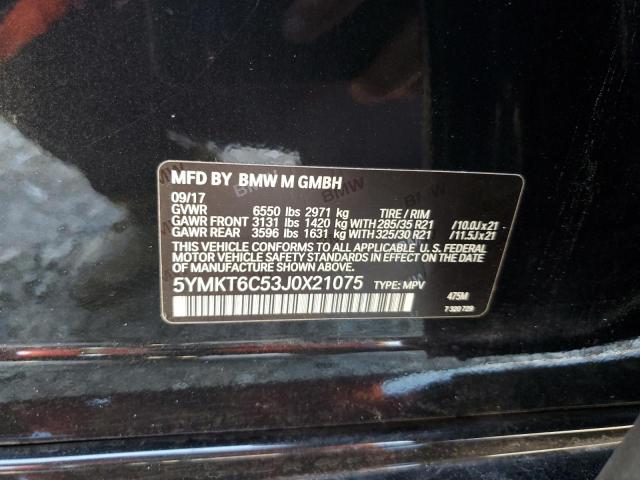 MFD BY BMW M GMBH
09/17
GVWR 6550 lbs 2971 kg TIRE / RIM
GAWR FRONT 3131 lbs 1420 kg WITH 285/35 R21 /10.0J x 21
GAWR REAR 3596 lbs 1631 kg WITH 325/30 R21 /11.5J x 21
THIS VEHICLE CONFORMS TO ALL APPLICABLE U. S. FEDERAL
MOTOR VEHICLE SAFETY STANDARDS IN EFFECT ON THE DATE
OF MANUFACTURE SHOWN ABOVE.
5YMKT6C53J0X21075 TYPE: MPV
475M
7 320 729